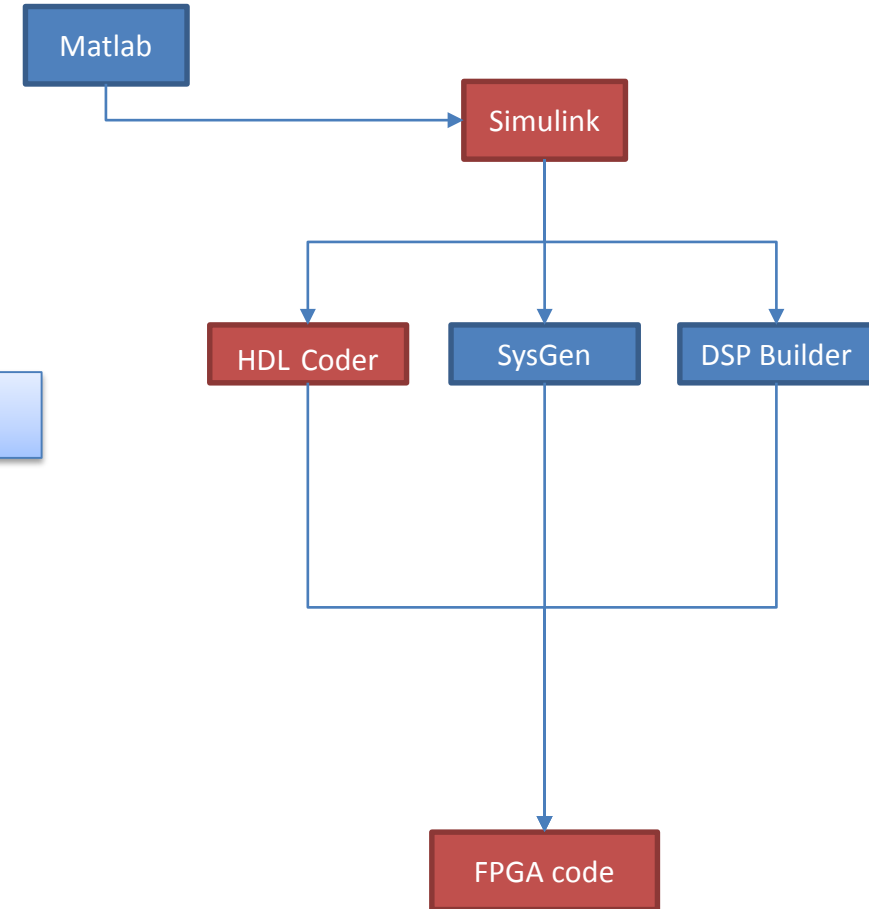 Matlab
Simulink
HDL Coder
SysGen
DSP Builder
FPGA code